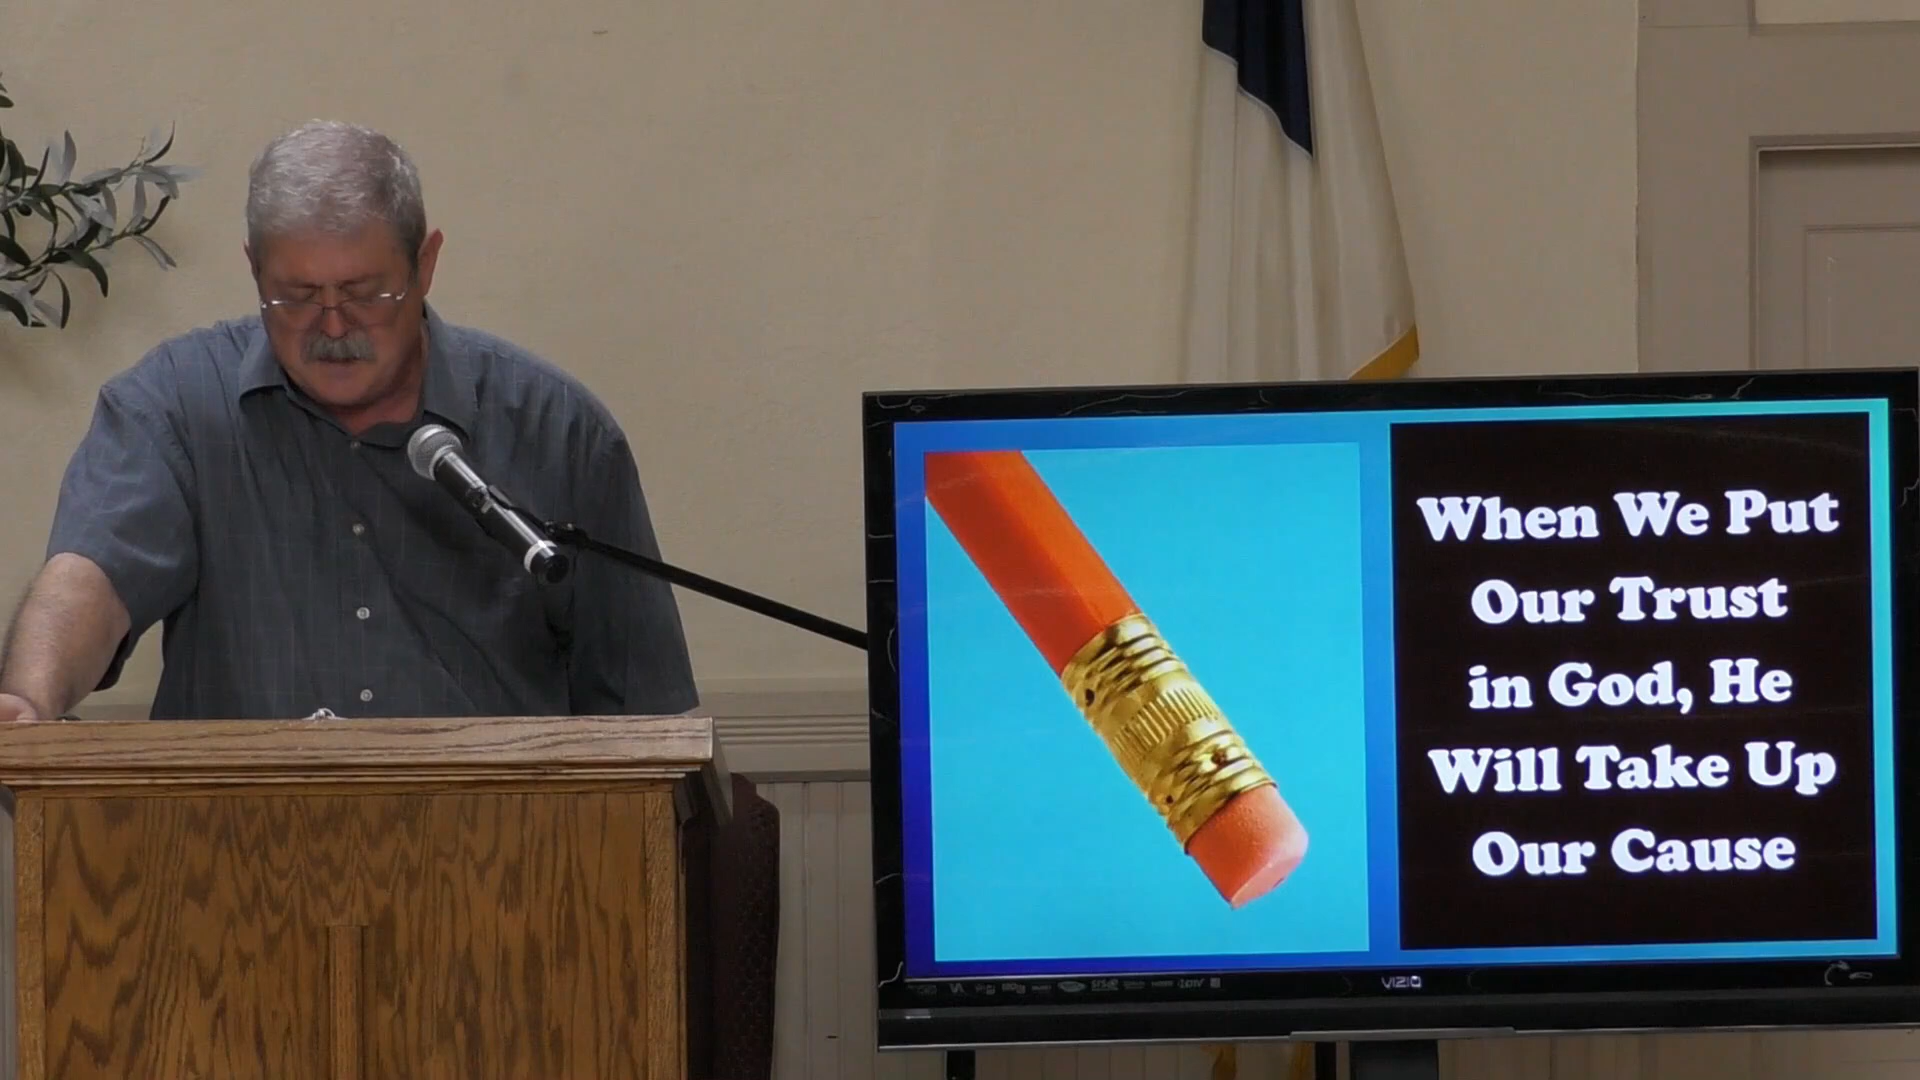 When We Put
Our Trust
in God, He
Will Take Up
Our Cause
VIZIO